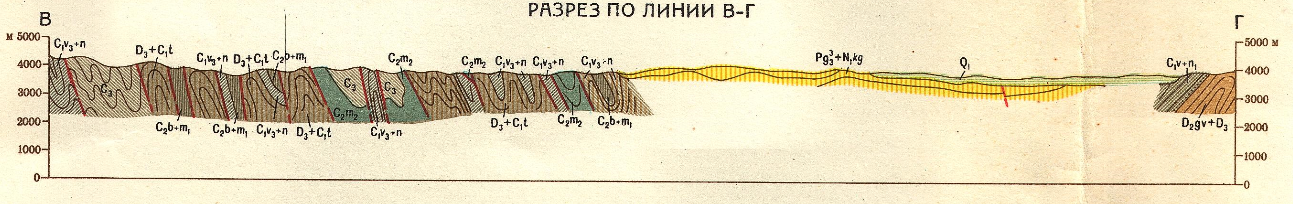 РАЗРЕЗ ПО ЛИНИИ В-Г
В Г
м 5000 5000 м
C₁v₃+n D₃+C₁t C₁v₃+n D₃+C₁t C₂b+m₁ C₂m₂ C₂m₂ C₁v₃+n C₁v₃+n C₁v₃+n Pg₃³+N₁kg Q₁ C₁v+n₁
4000 4000
C₃ C₃ C₃
3000 3000
C₂m₂
2000 C₂b+m₁ C₂b+m₁ C₁v₃+n D₃+C₁t C₁v₃+n D₃+C₁t C₂m₂ C₂b+m₁ D₂gv+D₃ 2000
1000 1000
0 0